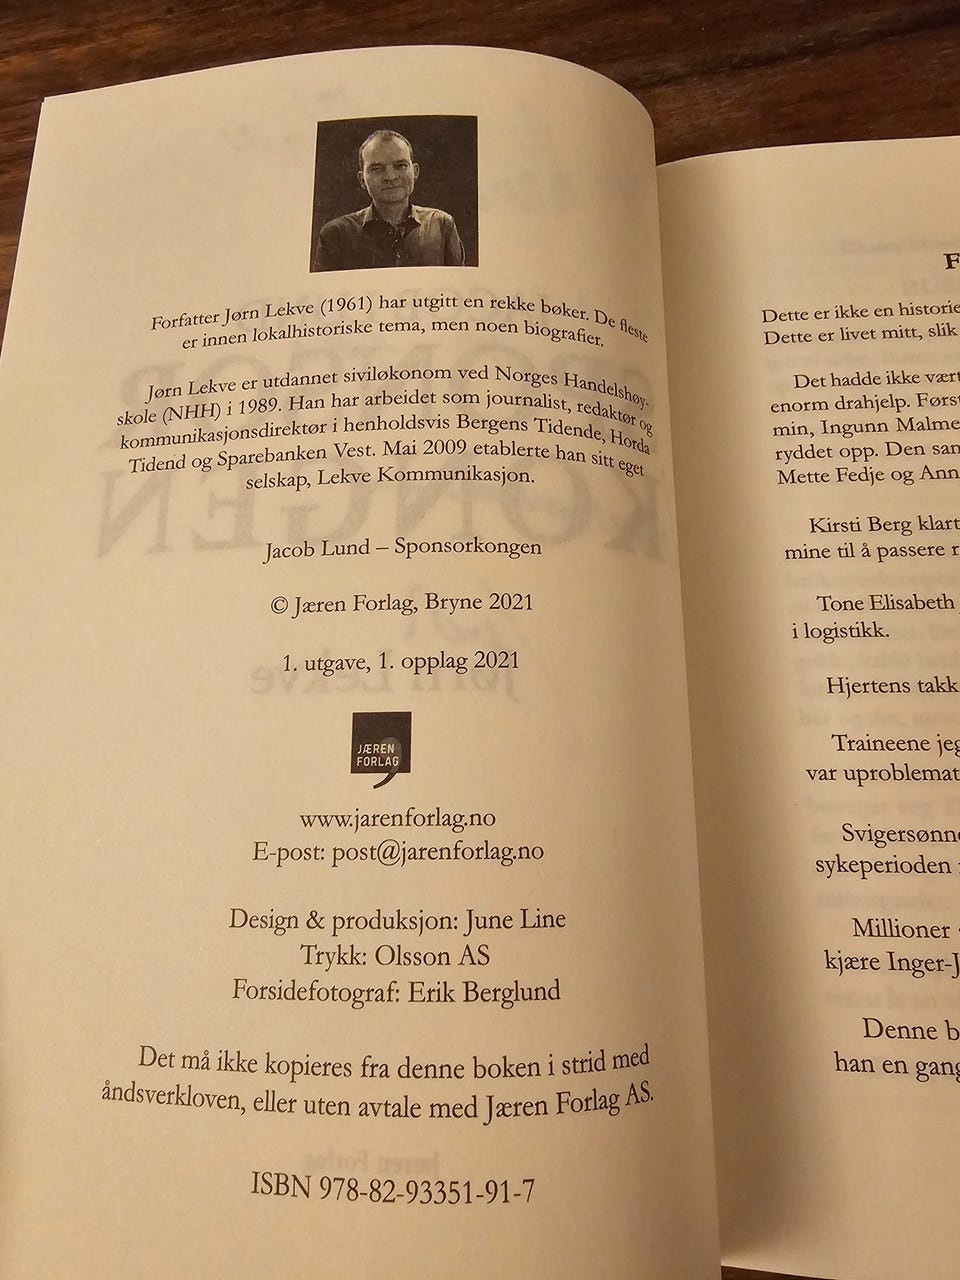 Forfatter Jørn Lekve (1961) har utgitt en rekke bøker. De fleste
er innen lokalhistoriske tema, men noen biografier.
Jørn Lekve er utdannet siviløkonom ved Norges Handelshøy-
skole (NHH) i 1989. Han har arbeidet som journalist, redaktør og
kommunikasjonsdirektør i henholdsvis Bergens Tidende, Horda
Tidend og Sparebanken Vest. Mai 2009 etablerte han sitt eget
selskap, Lekve Kommunikasjon.
Jacob Lund – Sponsorkongen
© Jæren Forlag, Bryne 2021
1. utgave, 1. opplag 2021
JÆREN
FORLAG
www.jarenforlag.no
E-post: post@jarenforlag.no
Design & produksjon: June Line
Trykk: Olsson AS
Forsidefotograf: Erik Berglund
Det må ikke kopieres fra denne boken i strid med
åndsverkloven, eller uten avtale med Jæren Forlag AS.
ISBN 978-82-93351-91-7
F
Dette er ikke en historie
Dette er livet mitt, slik
Det hadde ikke vært
enorm drahjelp. Først
min, Ingunn Malme
ryddet opp. Den sam
Mette Fedje og Ann
Kirsti Berg klart
mine til å passere r
Tone Elisabeth
i logistikk.
Hjertens takk
Traineene jeg
var uproblemat
Svigersønne
sykeperioden
Millioner
kjære Inger-J
Denne b
han en gang